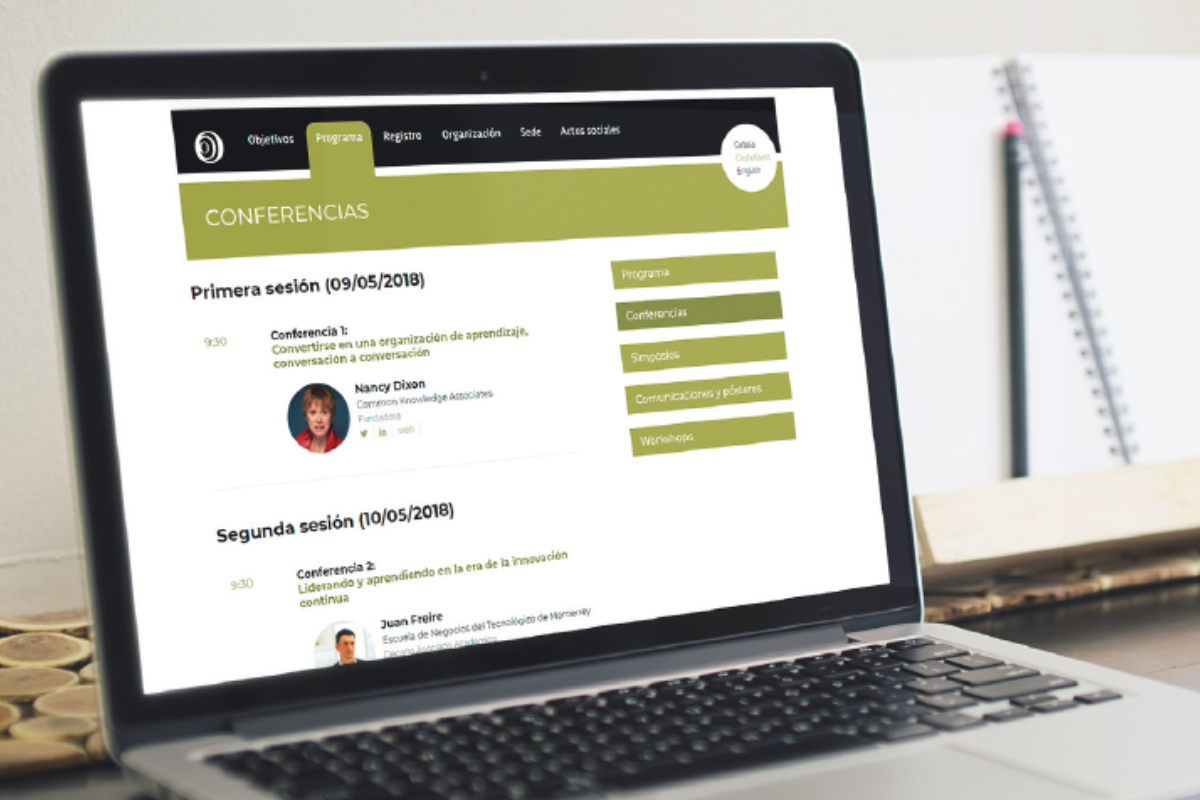 Objetivos
Programa
Registro
Organización
Sede
Actos sociales
Català
Castellano
English
CONFERENCIAS
Primera sesión (09/05/2018)
9:30
Conferencia 1:
Convertirse en una organización de aprendizaje,
conversación a conversación
Nancy Dixon
Common Knowledge Associates
Fundadora
web
Programa
Conferencias
Simposios
Comunicaciones y pósteres
Workshops
Segunda sesión (10/05/2018)
9:30
Conferencia 2:
Liderando y aprendiendo en la era de la innovación
continua
Juan Freire
Escuela de Negocios del Tecnológico de Monterrey
Decano Asociado Académico